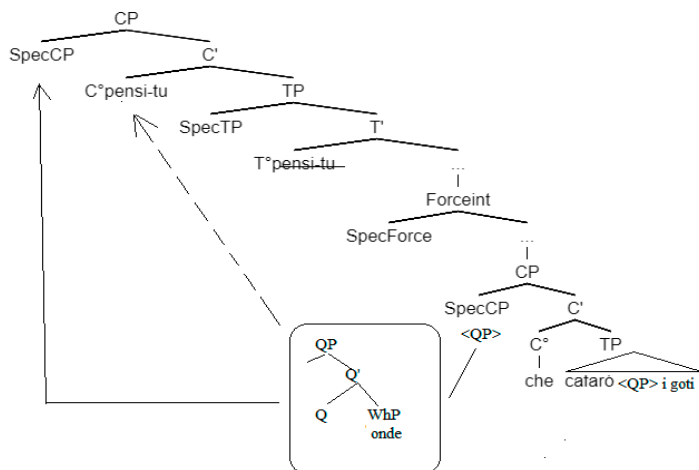 CP
SpecCP C'
C°pensi-tu TP
SpecTP T'
T°pensi-tu ...
Forceint
SpecForce ...
CP
SpecCP C'
<QP> C° TP
che catarò <QP> i goti
QP
Q'
Q WhP
onde